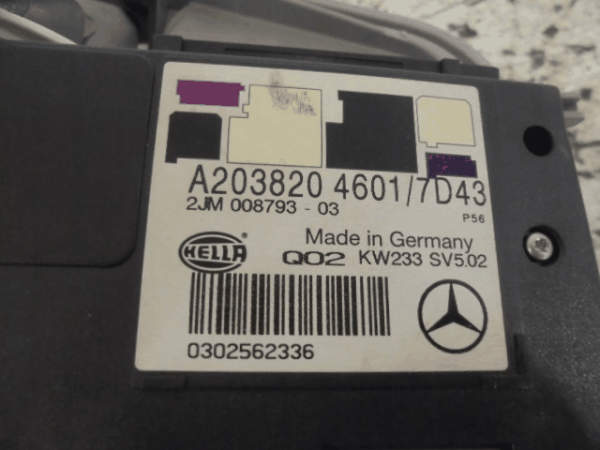 A203820 4601/7D43
2JM 008793 - 03
P56
HELLA
Made in Germany
Q02 KW233 SV5.02
0302562336